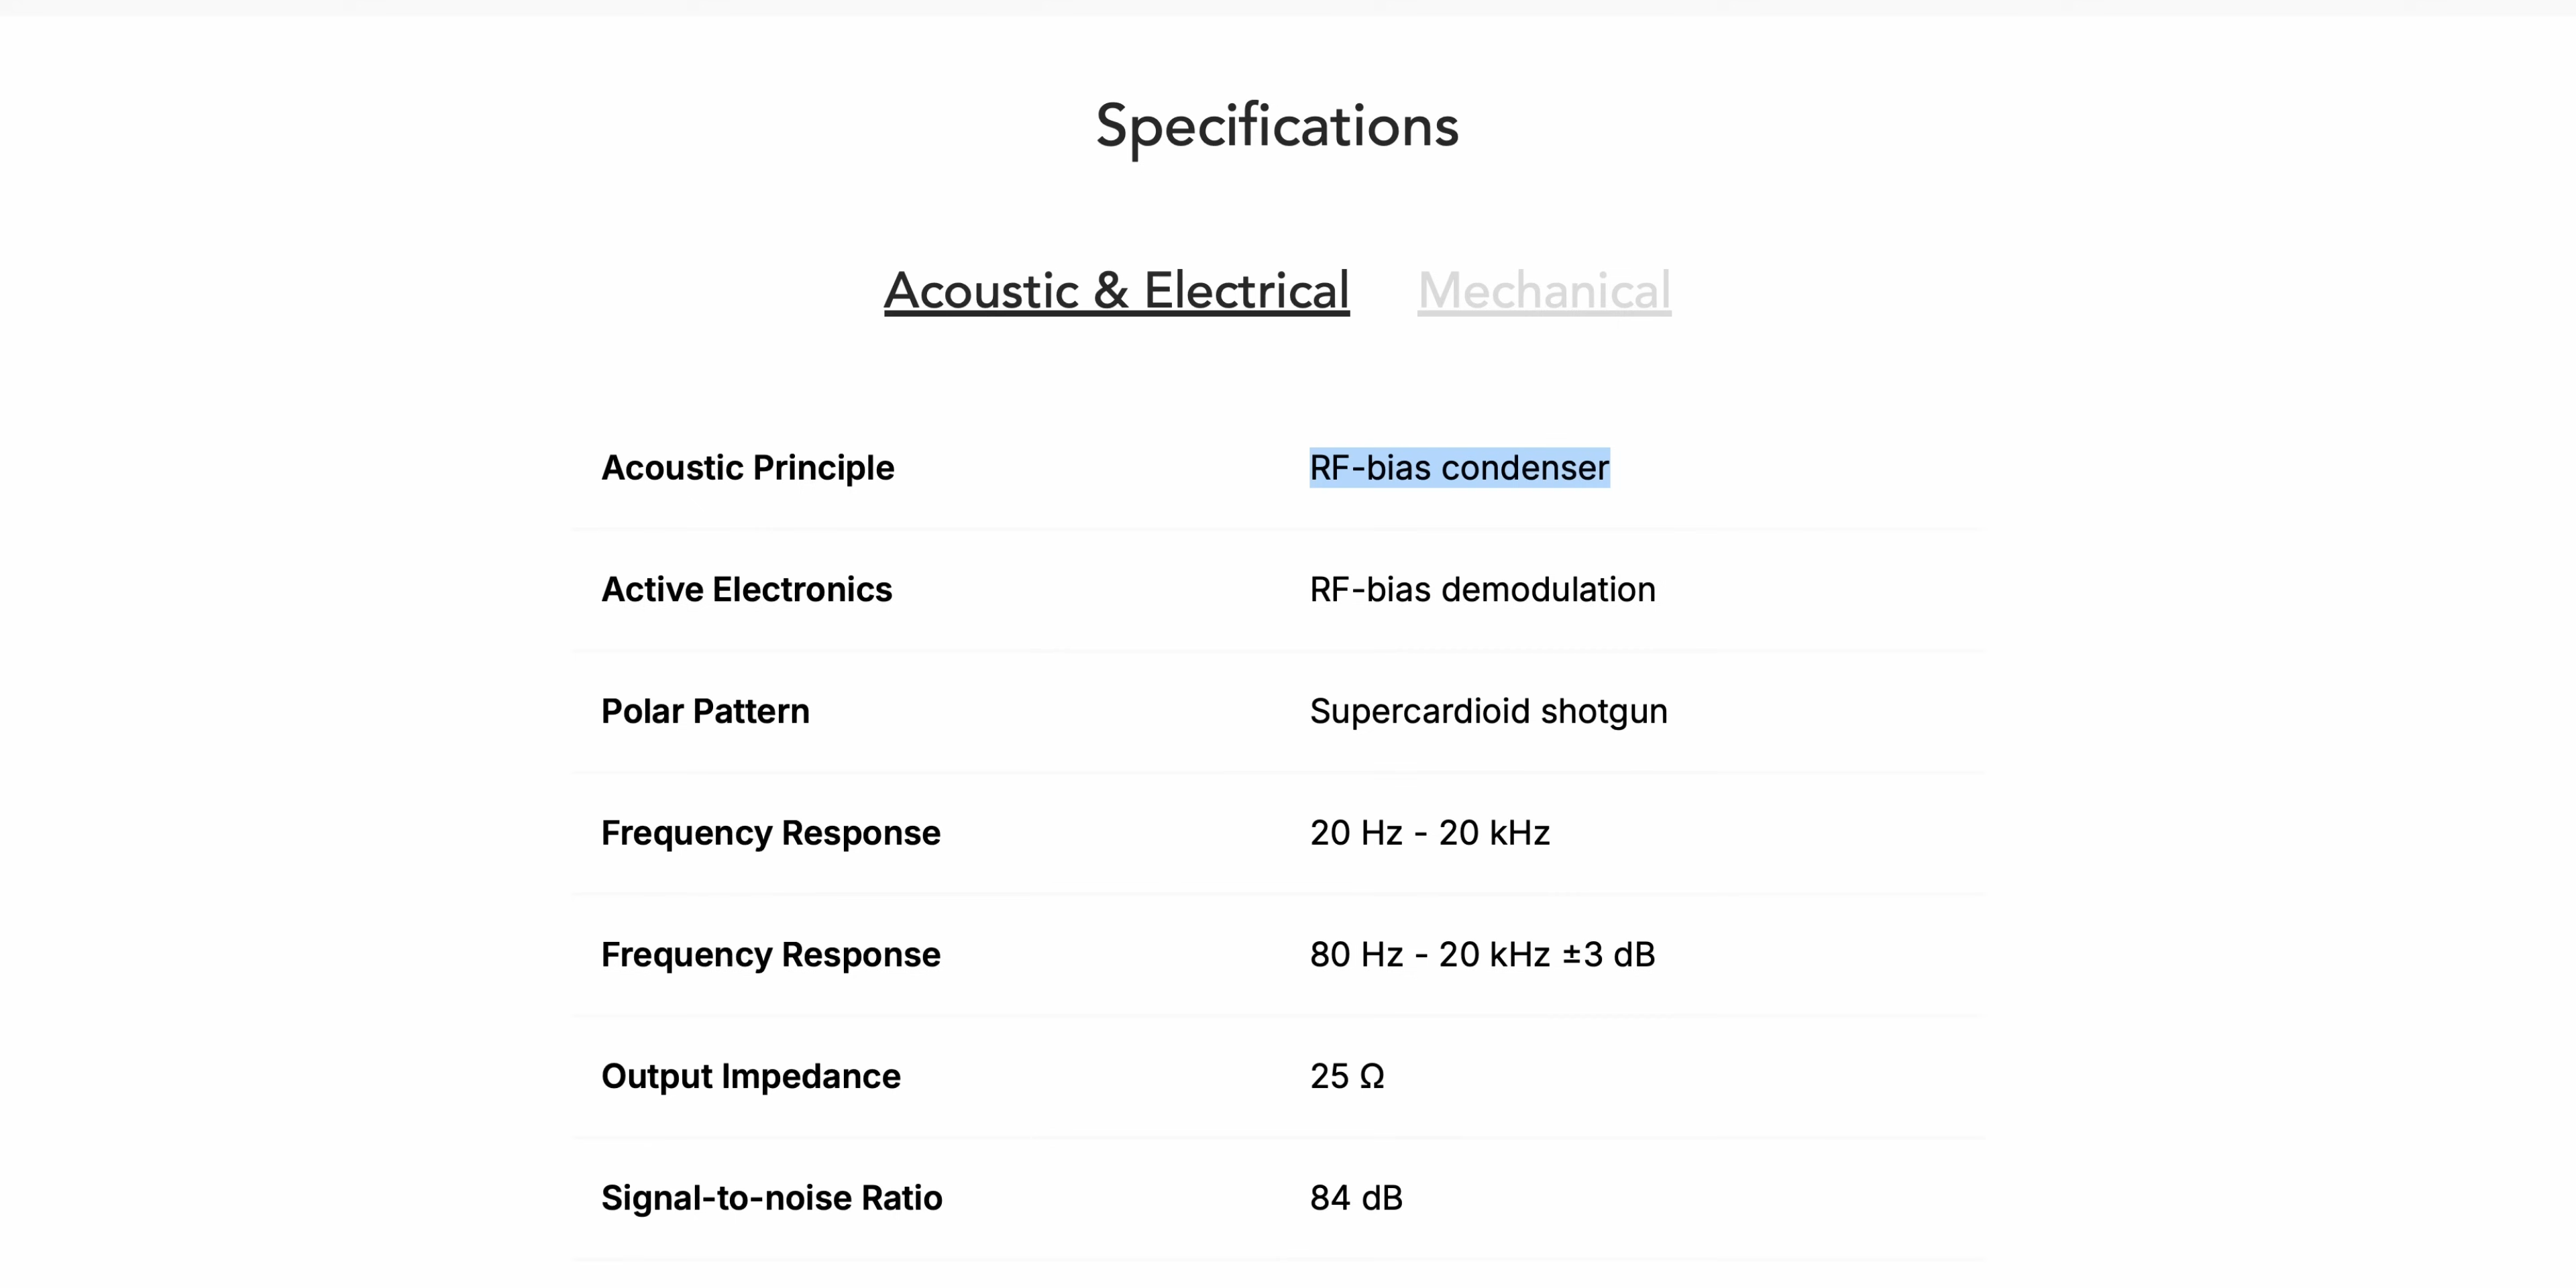 Specifications
Acoustic & Electrical Mechanical
Acoustic Principle RF-bias condenser
Active Electronics RF-bias demodulation
Polar Pattern Supercardioid shotgun
Frequency Response 20 Hz - 20 kHz
Frequency Response 80 Hz - 20 kHz ±3 dB
Output Impedance 25 Ω
Signal-to-noise Ratio 84 dB